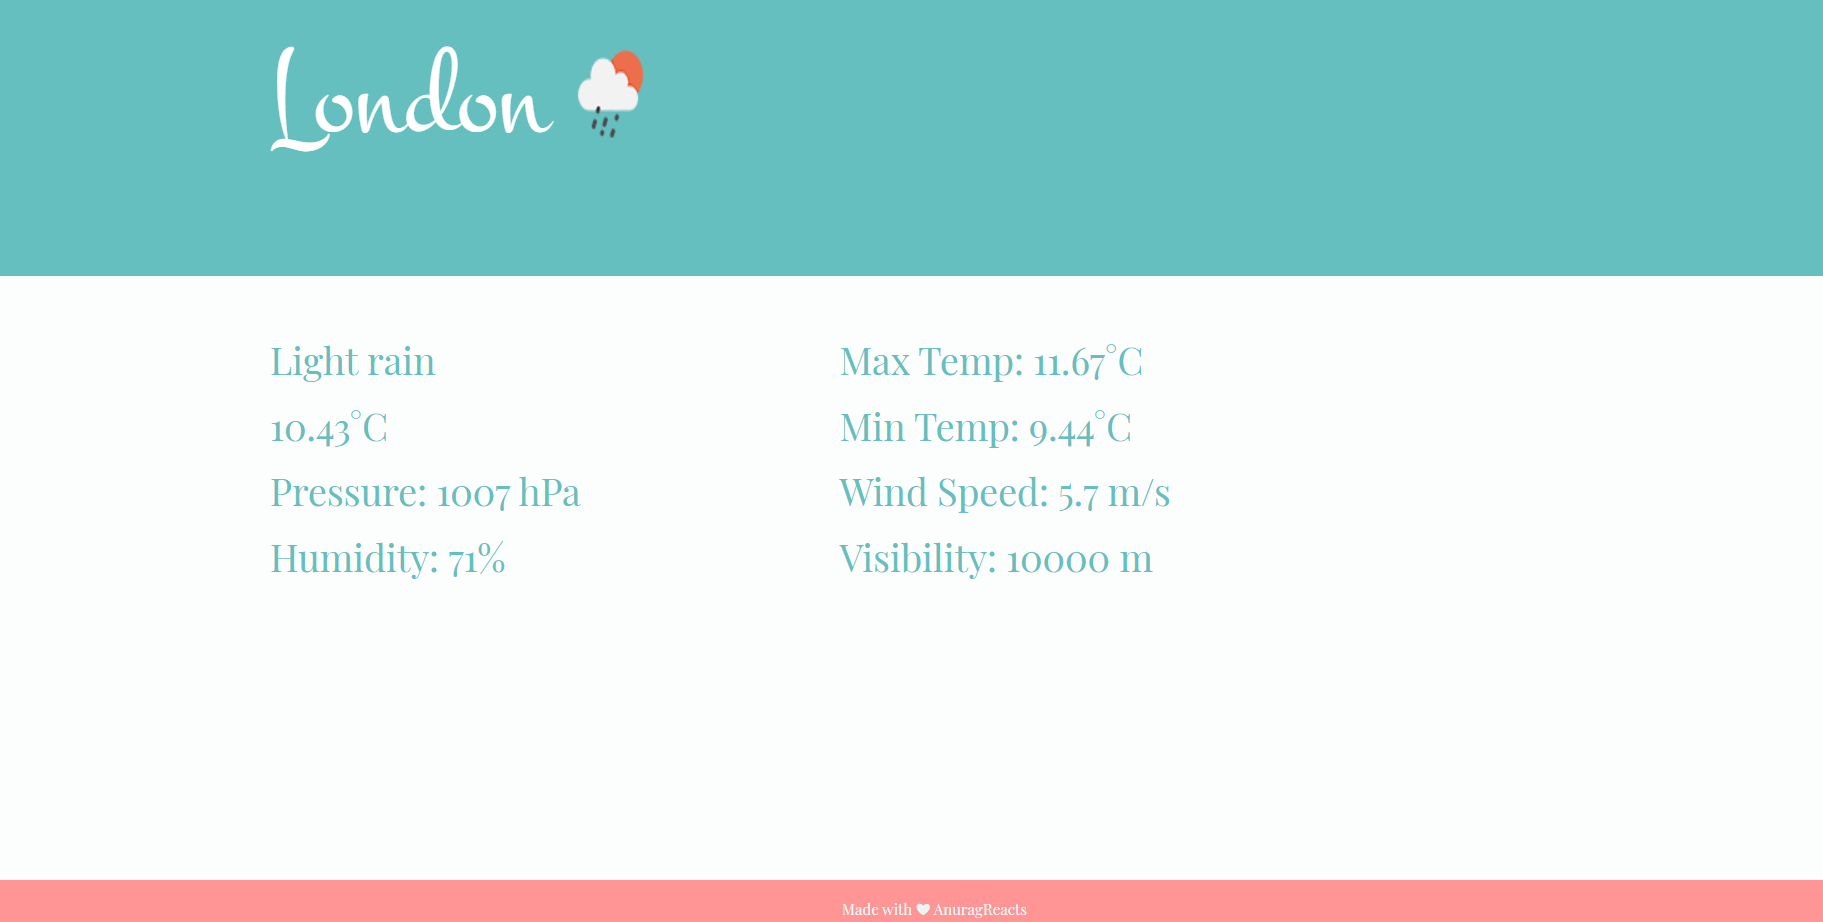 London
Light rain
10.43°C
Pressure: 1007 hPa
Humidity: 71%
Max Temp: 11.67°C
Min Temp: 9.44°C
Wind Speed: 5.7 m/s
Visibility: 10000 m
Made with ♥ AnuragReacts